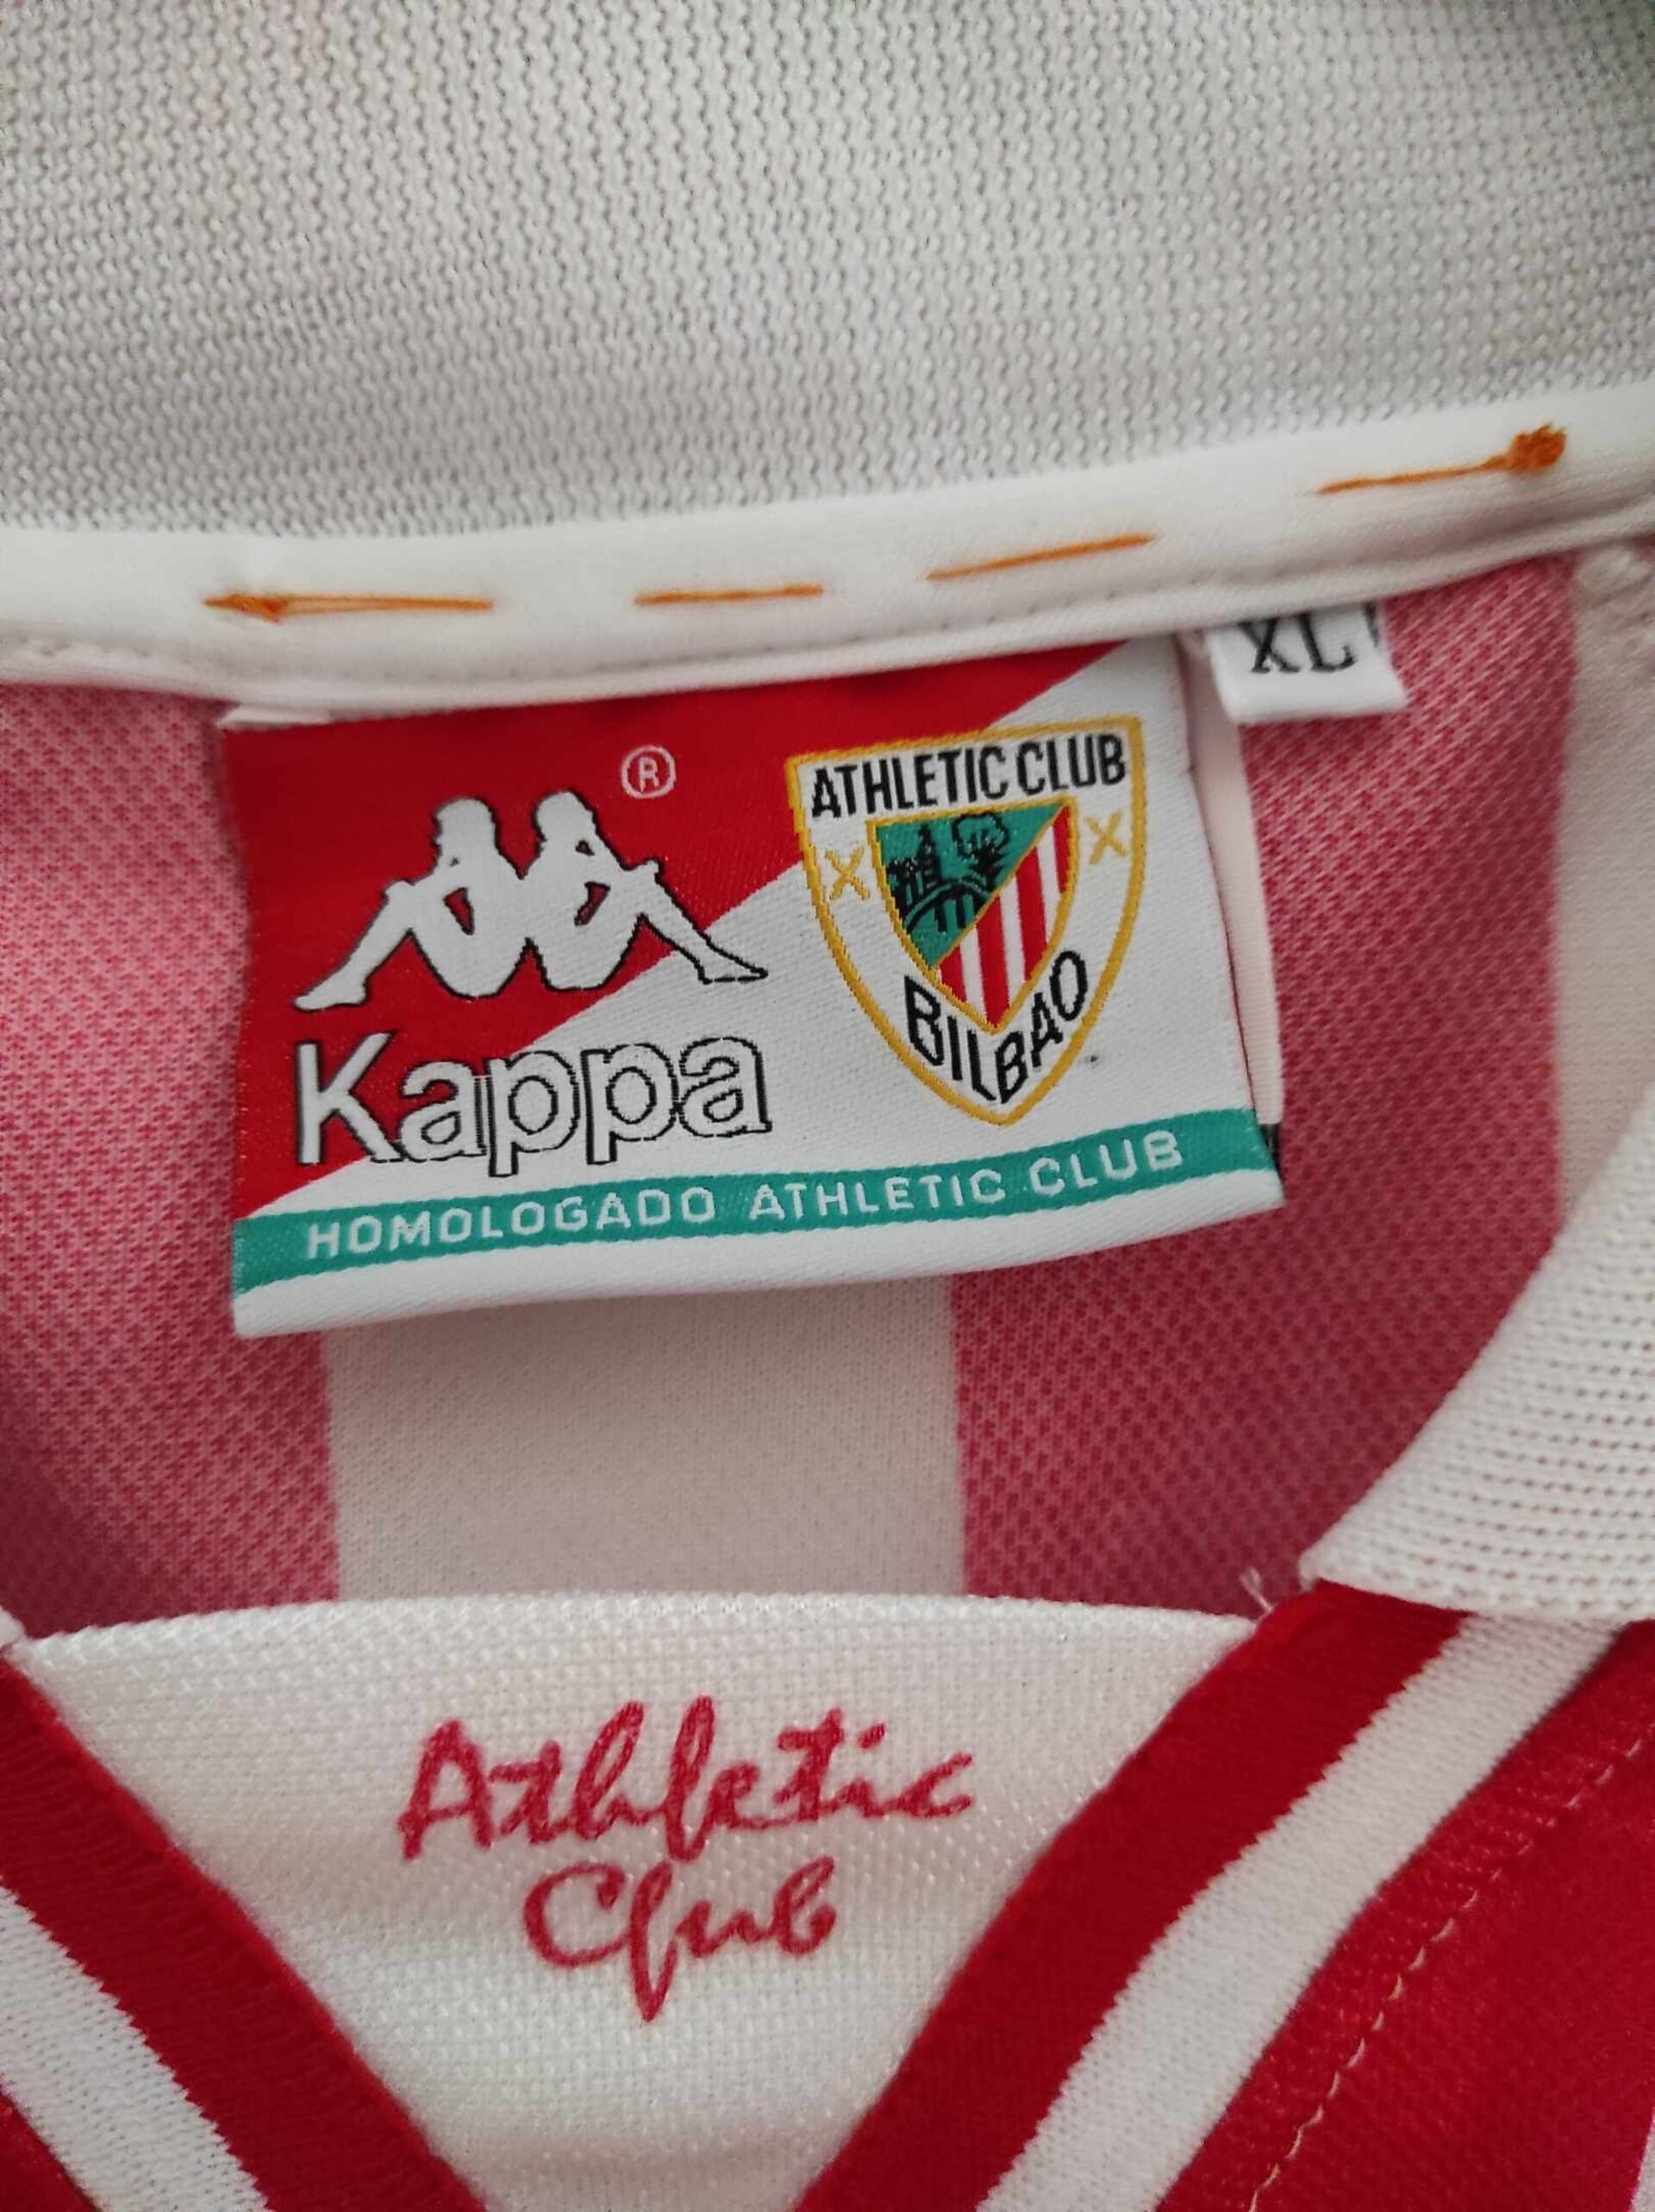 XL
®
ATHLETIC CLUB
BILBAO
Kappa
HOMOLOGADO ATHLETIC CLUB
Athletic
Club